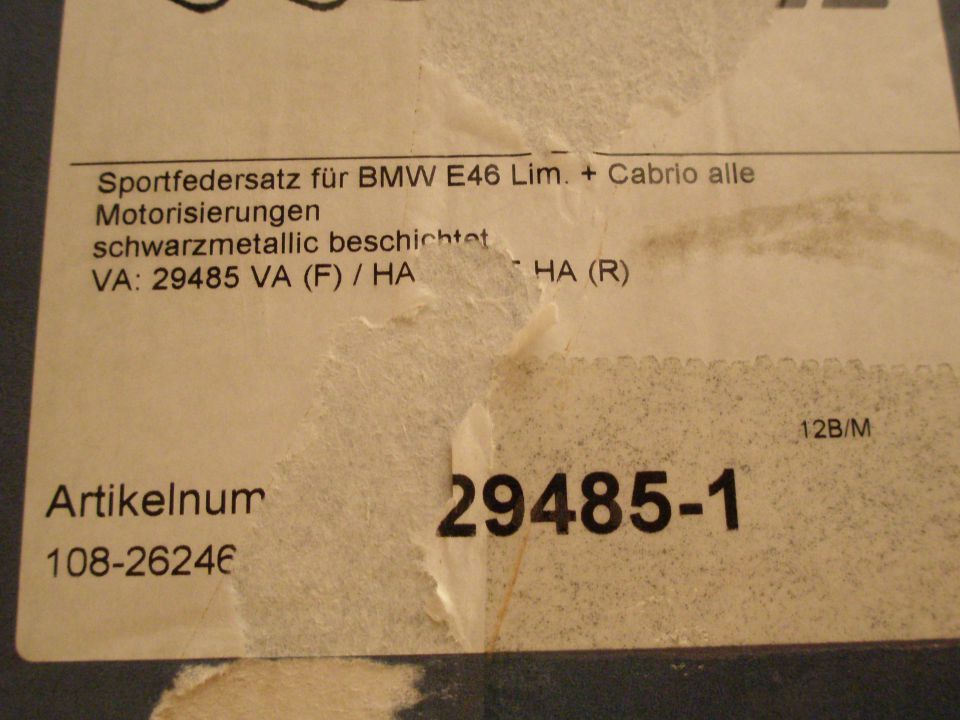 Sportfedersatz für BMW E46 Lim. + Cabrio alle
Motorisierungen
schwarzmetallic beschichtet
VA: 29485 VA (F) / HA HA (R)
12B/M
29485-1
108-26246